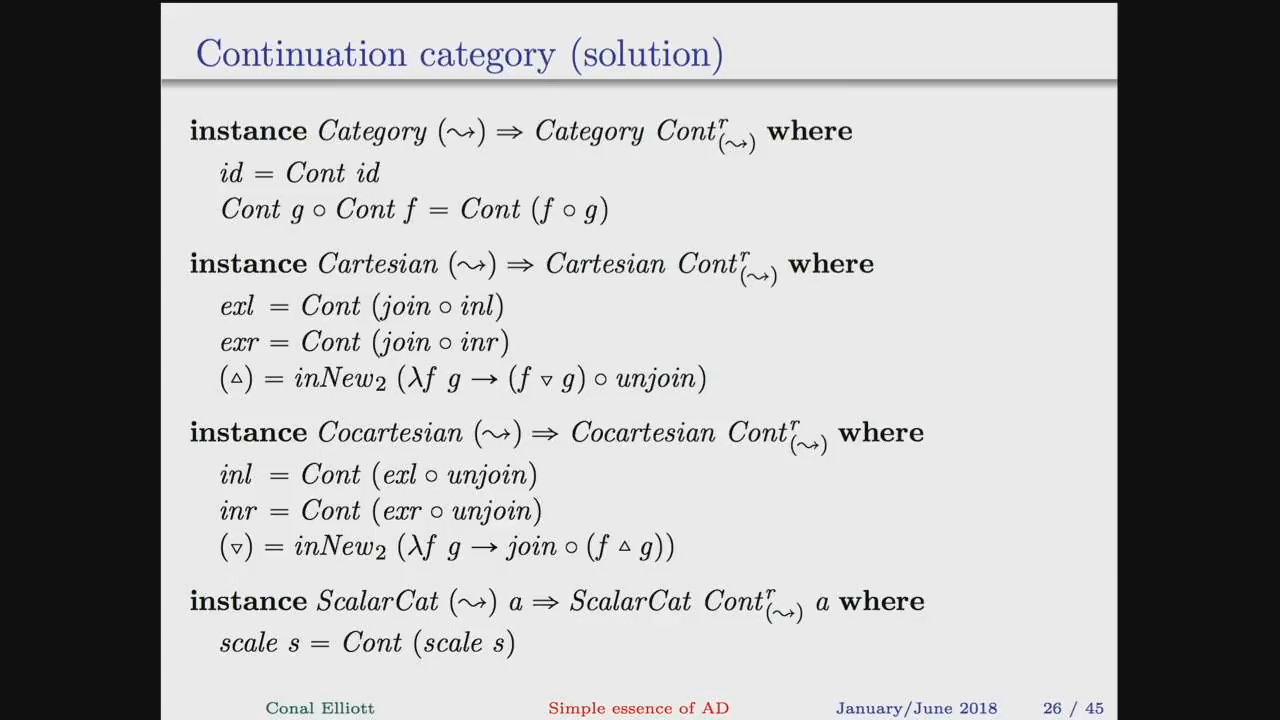 Continuation category (solution)
instance Category (⇝) ⇒ Category Cont^r_(⇝) where
id = Cont id
Cont g ∘ Cont f = Cont (f ∘ g)
instance Cartesian (⇝) ⇒ Cartesian Cont^r_(⇝) where
exl = Cont (join ∘ inl)
exr = Cont (join ∘ inr)
(▵) = inNew₂ (λf g → (f ▿ g) ∘ unjoin)
instance Cocartesian (⇝) ⇒ Cocartesian Cont^r_(⇝) where
inl = Cont (exl ∘ unjoin)
inr = Cont (exr ∘ unjoin)
(▿) = inNew₂ (λf g → join ∘ (f ▵ g))
instance ScalarCat (⇝) a ⇒ ScalarCat Cont^r_(⇝) a where
scale s = Cont (scale s)
Conal Elliott Simple essence of AD January/June 2018 26 / 45